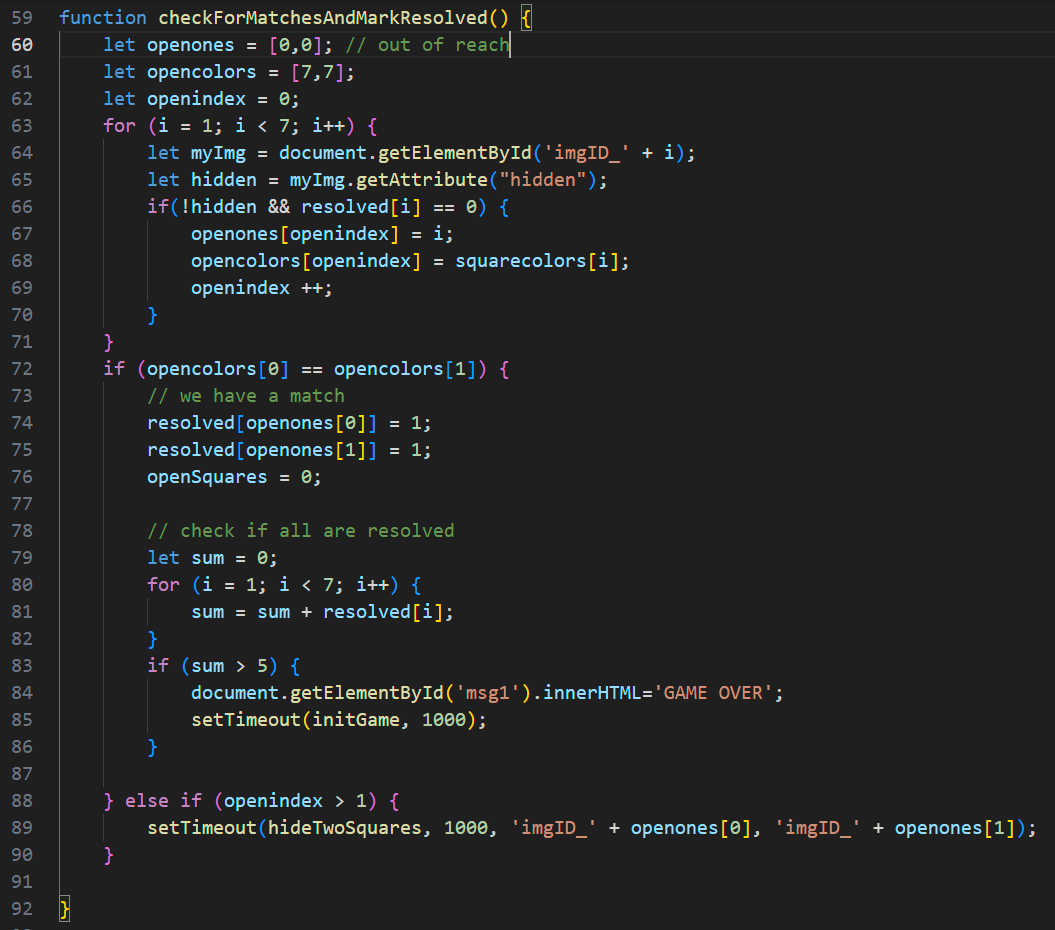 59 function checkForMatchesAndMarkResolved() {
60     let openones = [0,0]; // out of reach
61     let opencolors = [7,7];
62     let openindex = 0;
63     for (i = 1; i < 7; i++) {
64         let myImg = document.getElementById('imgID_' + i);
65         let hidden = myImg.getAttribute("hidden");
66         if(!hidden && resolved[i] == 0) {
67             openones[openindex] = i;
68             opencolors[openindex] = squarecolors[i];
69             openindex ++;
70         }
71     }
72     if (opencolors[0] == opencolors[1]) {
73         // we have a match
74         resolved[openones[0]] = 1;
75         resolved[openones[1]] = 1;
76         openSquares = 0;
77
78         // check if all are resolved
79         let sum = 0;
80         for (i = 1; i < 7; i++) {
81             sum = sum + resolved[i];
82         }
83         if (sum > 5) {
84             document.getElementById('msg1').innerHTML='GAME OVER';
85             setTimeout(initGame, 1000);
86         }
87
88     } else if (openindex > 1) {
89         setTimeout(hideTwoSquares, 1000, 'imgID_' + openones[0], 'imgID_' + openones[1]);
90     }
91
92 }